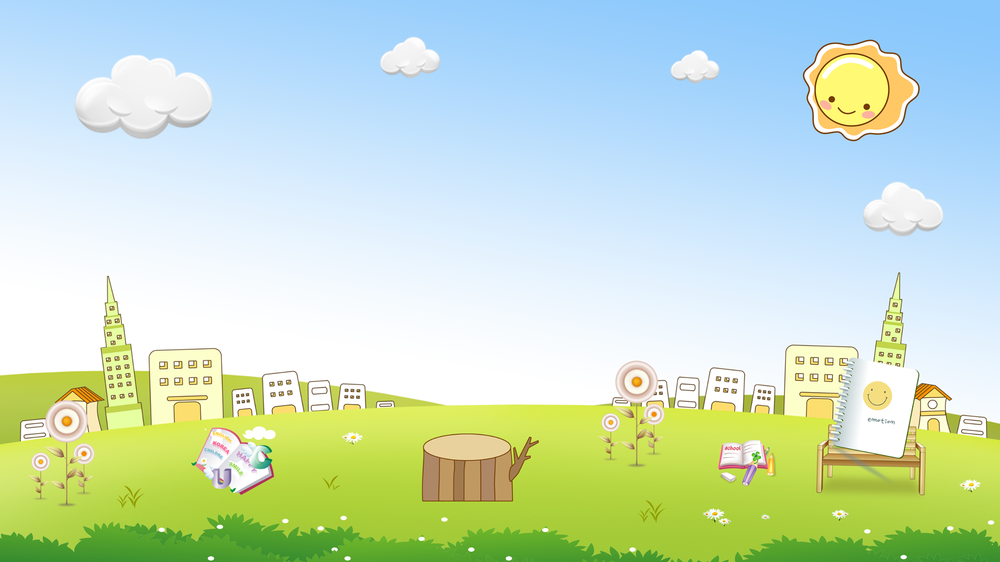 ENGLISH
KOREA
CHILDRE
HAPPY
SMILE
C
U
school
emotion